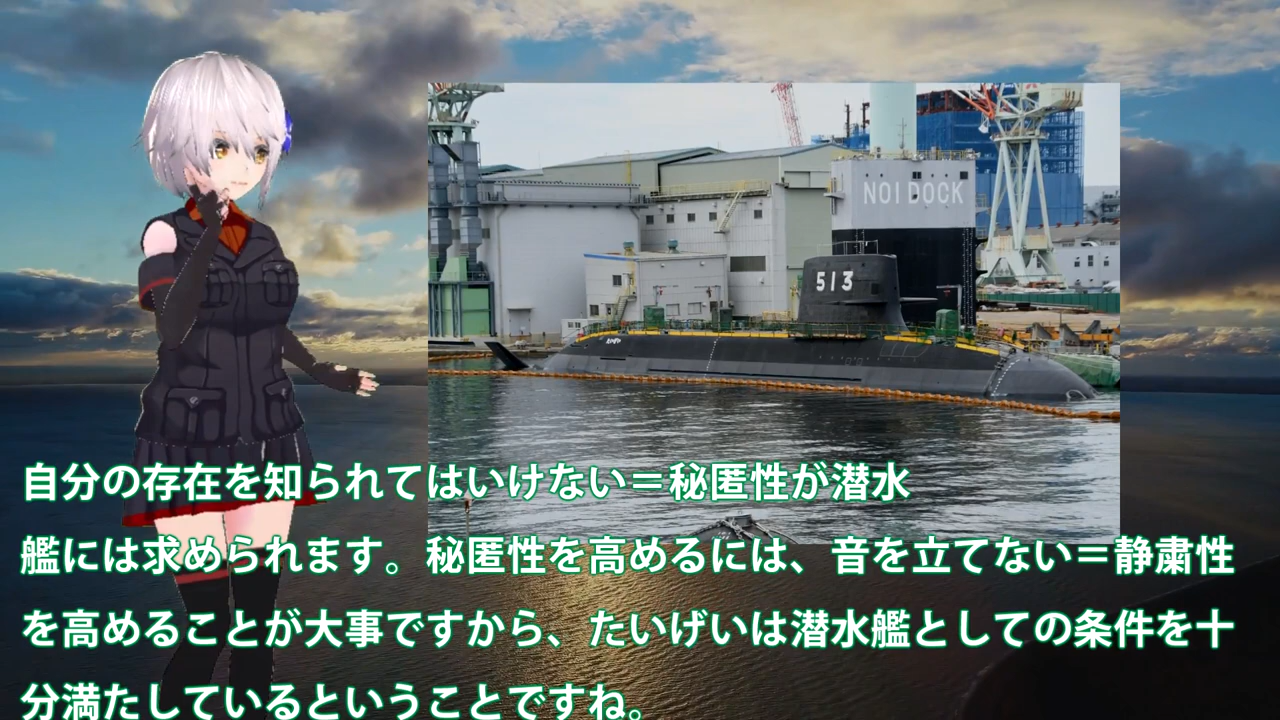 NO1 DOCK
513
自分の存在を知られてはいけない＝秘匿性が潜水
艦には求められます。秘匿性を高めるには、音を立てない＝静粛性
を高めることが大事ですから、たいげいは潜水艦としての条件を十
分満たしているということですね。